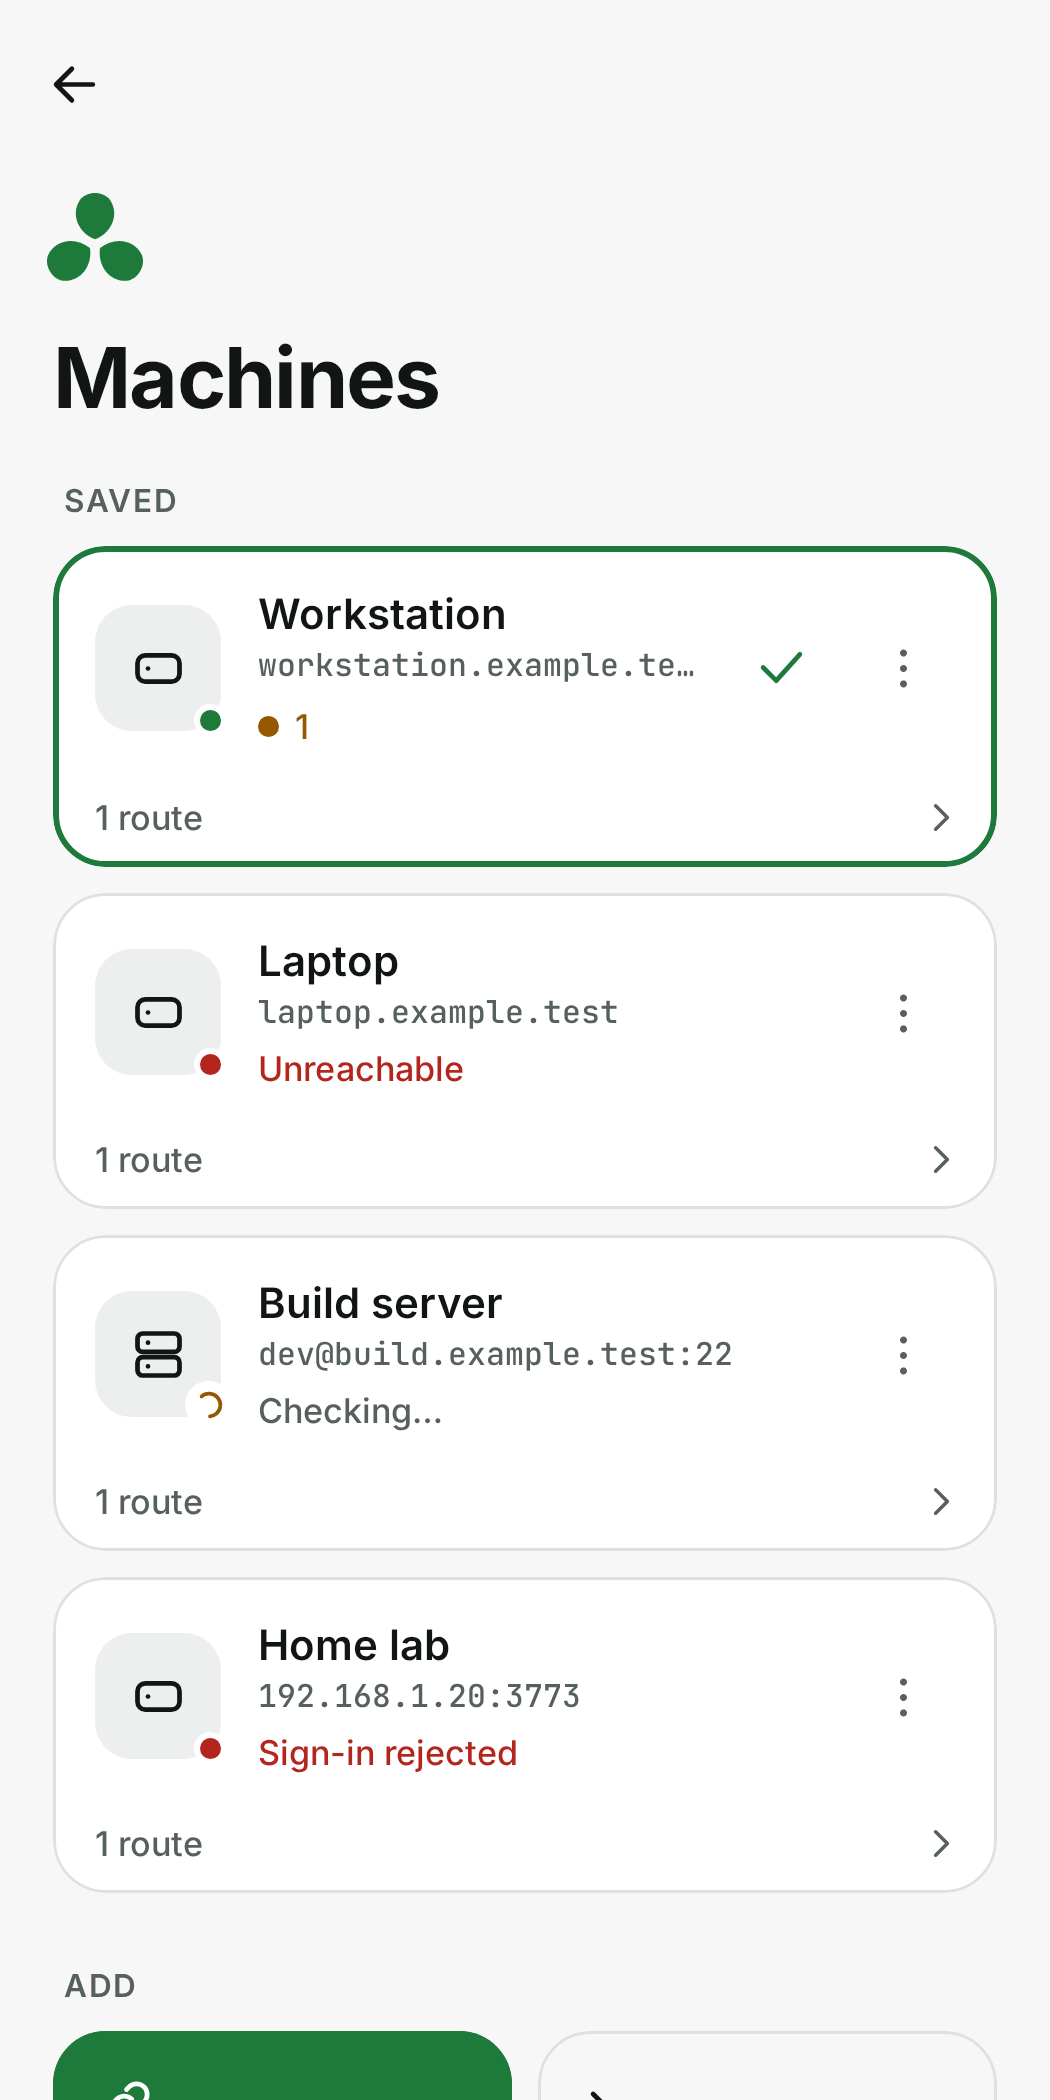 Machines
SAVED
Workstation
workstation.example.te…
1
1 route
Laptop
laptop.example.test
Unreachable
1 route
Build server
dev@build.example.test:22
Checking…
1 route
Home lab
192.168.1.20:3773
Sign-in rejected
1 route
ADD